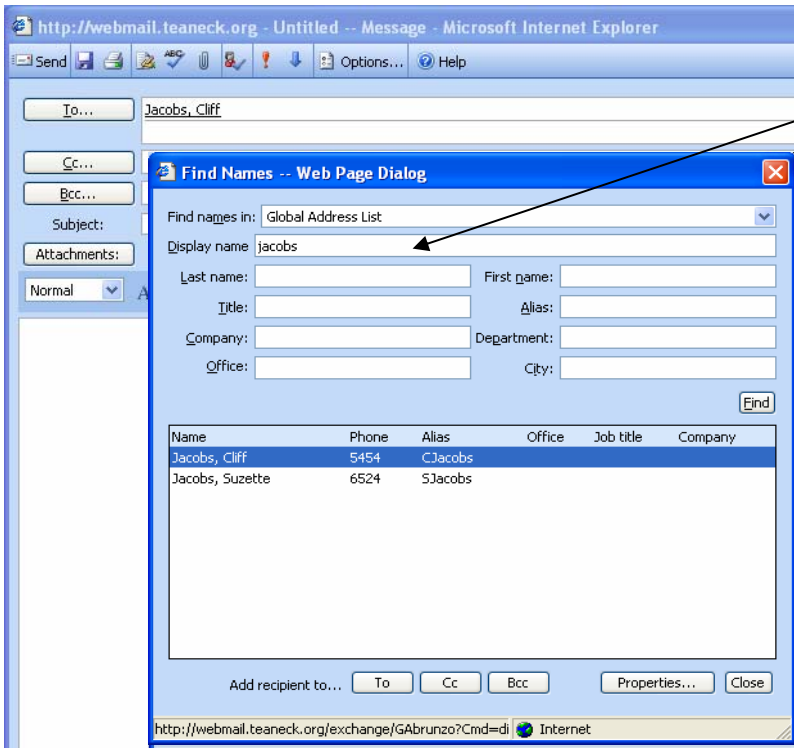 http://webmail.teaneck.org - Untitled -- Message - Microsoft Internet Explorer
Send ABC Options... Help
To... Jacobs, Cliff
Cc...
Bcc...
Subject:
Attachments:
Normal A
Find Names -- Web Page Dialog
Find names in: Global Address List
Display name jacobs
Last name: First name:
Title: Alias:
Company: Department:
Office: City:
Find
Name Phone Alias Office Job title Company
Jacobs, Cliff 5454 CJacobs
Jacobs, Suzette 6524 SJacobs
Add recipient to... To Cc Bcc Properties... Close
http://webmail.teaneck.org/exchange/GAbrunzo?Cmd=di Internet